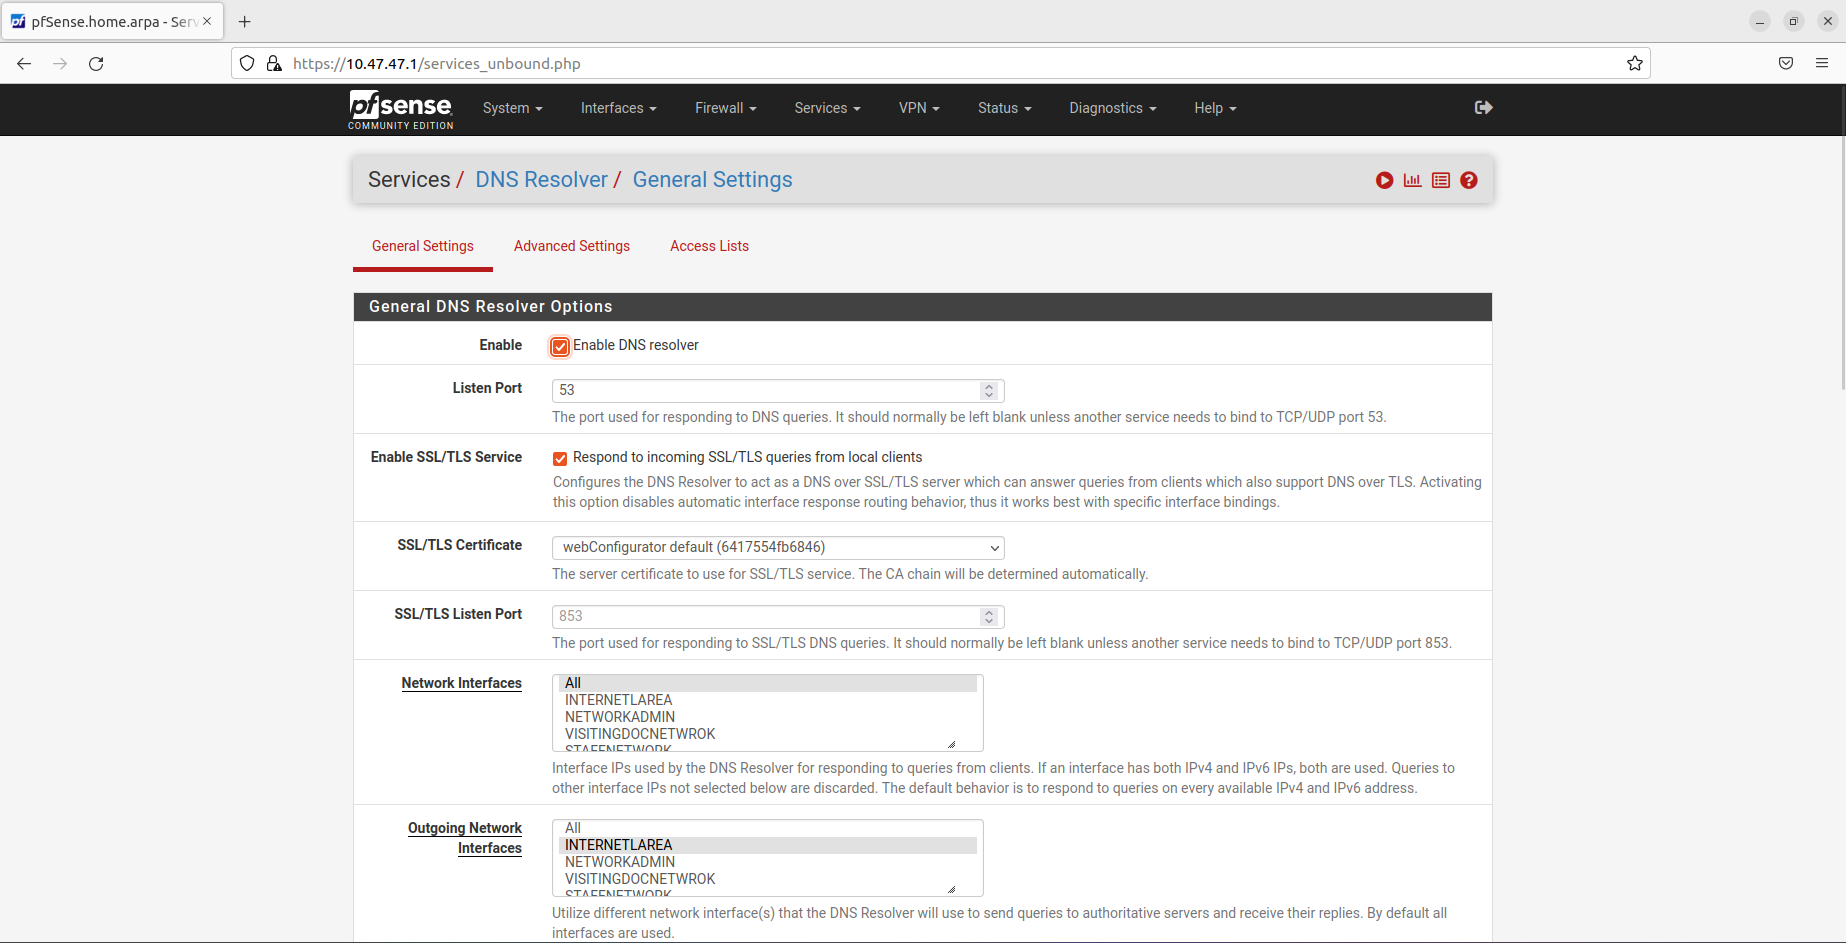 pfSense.home.arpa - Serv
https://10.47.47.1/services_unbound.php
pfsense
COMMUNITY EDITION
System
Interfaces
Firewall
Services
VPN
Status
Diagnostics
Help
Services / DNS Resolver / General Settings
General Settings
Advanced Settings
Access Lists
General DNS Resolver Options
Enable
Enable DNS resolver
Listen Port
53
The port used for responding to DNS queries. It should normally be left blank unless another service needs to bind to TCP/UDP port 53.
Enable SSL/TLS Service
Respond to incoming SSL/TLS queries from local clients
Configures the DNS Resolver to act as a DNS over SSL/TLS server which can answer queries from clients which also support DNS over TLS. Activating
this option disables automatic interface response routing behavior, thus it works best with specific interface bindings.
SSL/TLS Certificate
webConfigurator default (6417554fb6846)
The server certificate to use for SSL/TLS service. The CA chain will be determined automatically.
SSL/TLS Listen Port
853
The port used for responding to SSL/TLS DNS queries. It should normally be left blank unless another service needs to bind to TCP/UDP port 853.
Network Interfaces
All
INTERNETLAREA
NETWORKADMIN
VISITINGDOCNETWROK
STAFFNETWORK
Interface IPs used by the DNS Resolver for responding to queries from clients. If an interface has both IPv4 and IPv6 IPs, both are used. Queries to
other interface IPs not selected below are discarded. The default behavior is to respond to queries on every available IPv4 and IPv6 address.
Outgoing Network
Interfaces
All
INTERNETLAREA
NETWORKADMIN
VISITINGDOCNETWROK
STAFFNETWORK
Utilize different network interface(s) that the DNS Resolver will use to send queries to authoritative servers and receive their replies. By default all
interfaces are used.